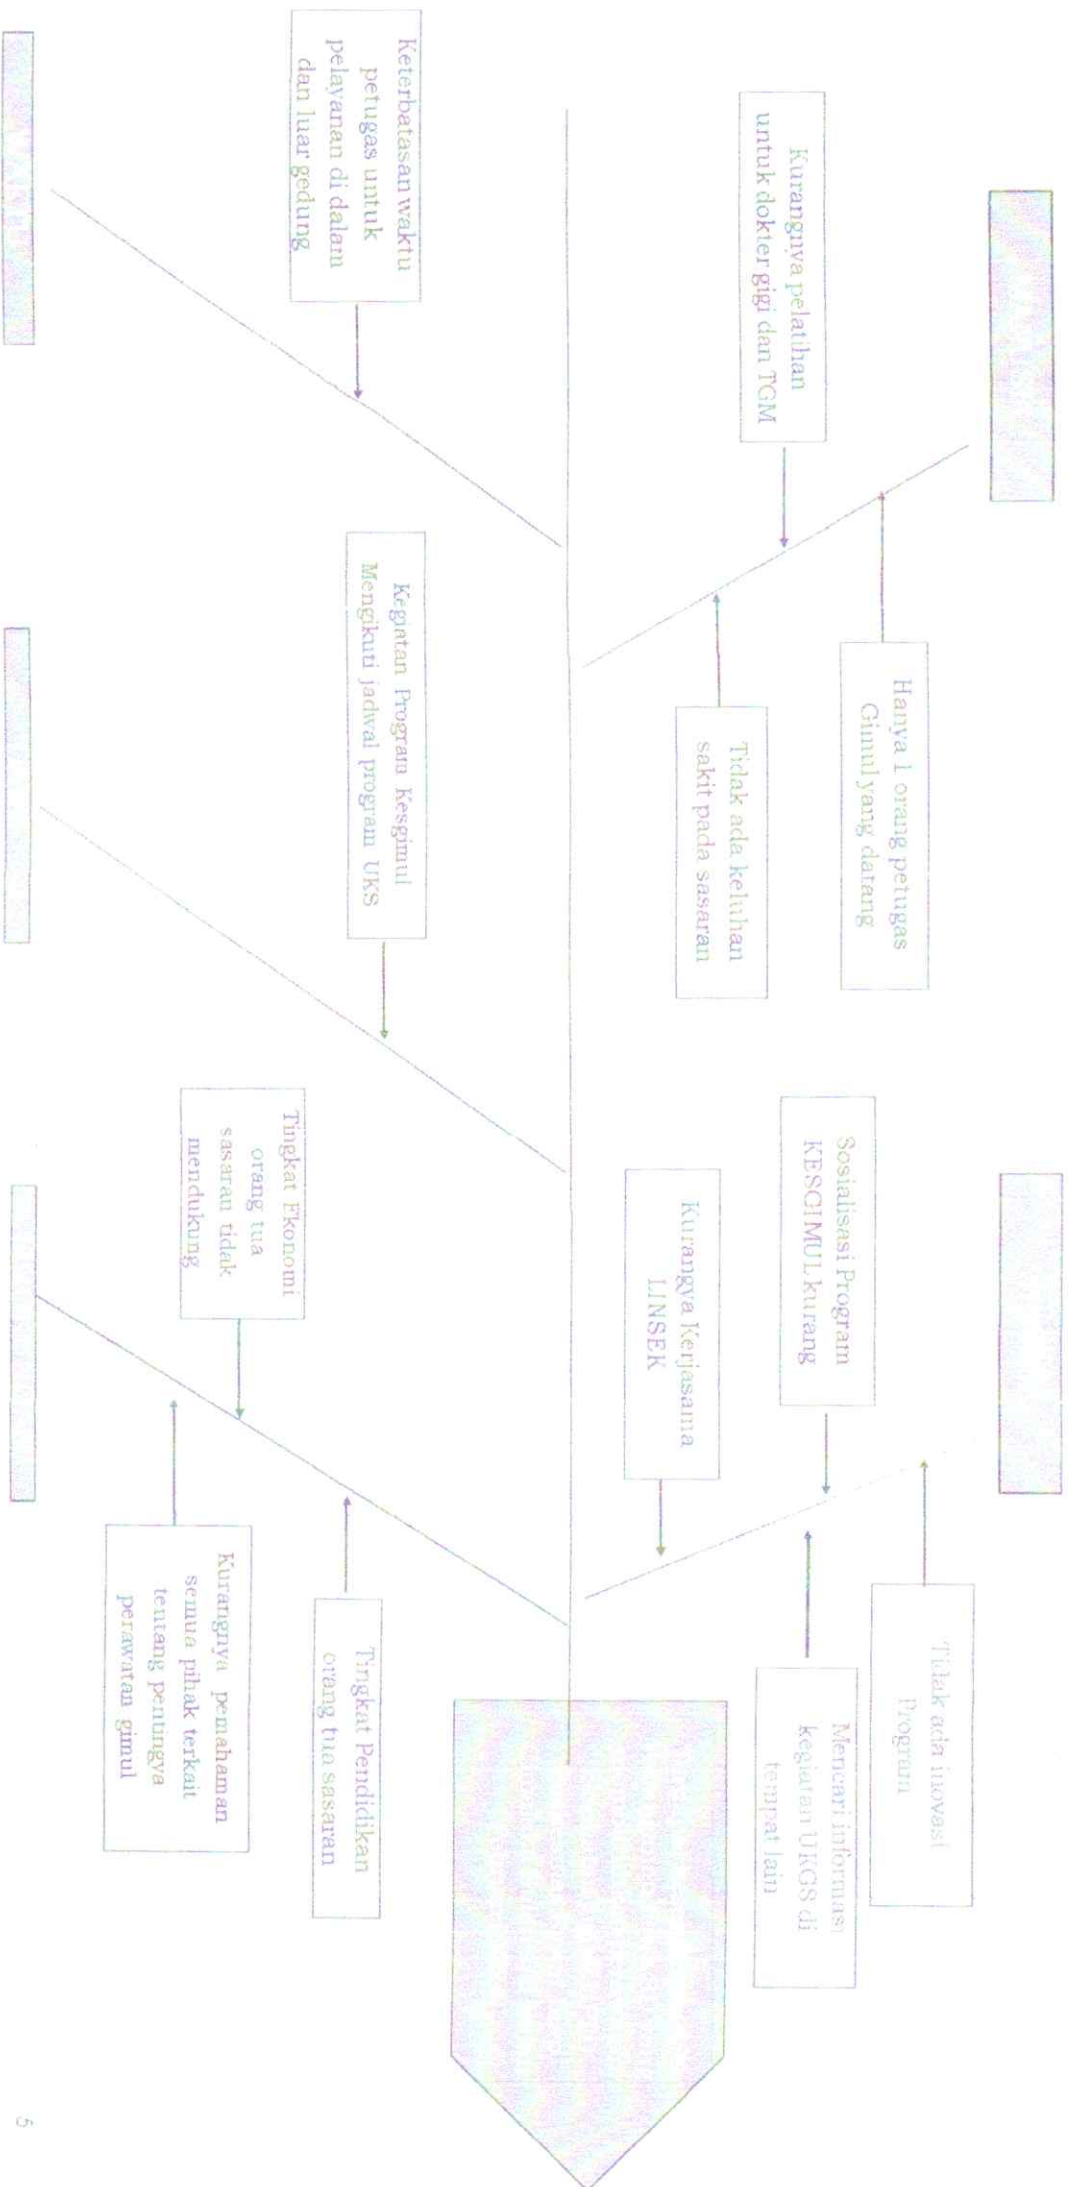 Hanya 1 orang petugas
Gimul yang datang
Kurangnya pelatihan
untuk dokter gigi dan TGM
Tidak ada keluhan
sakit pada sasaran
Tidak ada inovasi
Program
Sosialisasi Program
KESGIMUL kurang
Mencari informasi
kegiatan UKGS di
tempat lain
Kurangya Kerjasama
LINSEK
Keterbatasan waktu
petugas untuk
pelayanan di dalam
dan luar gedung
Kegiatan Program Kesgimul
Mengikuti jadwal program UKS
Tingkat Pendidikan
orang tua sasaran
Tingkat Ekonomi
orang tua
sasaran tidak
mendukung
Kurangnya pemahaman
semua pihak terkait
tentang pentingya
perawatan gimul
5